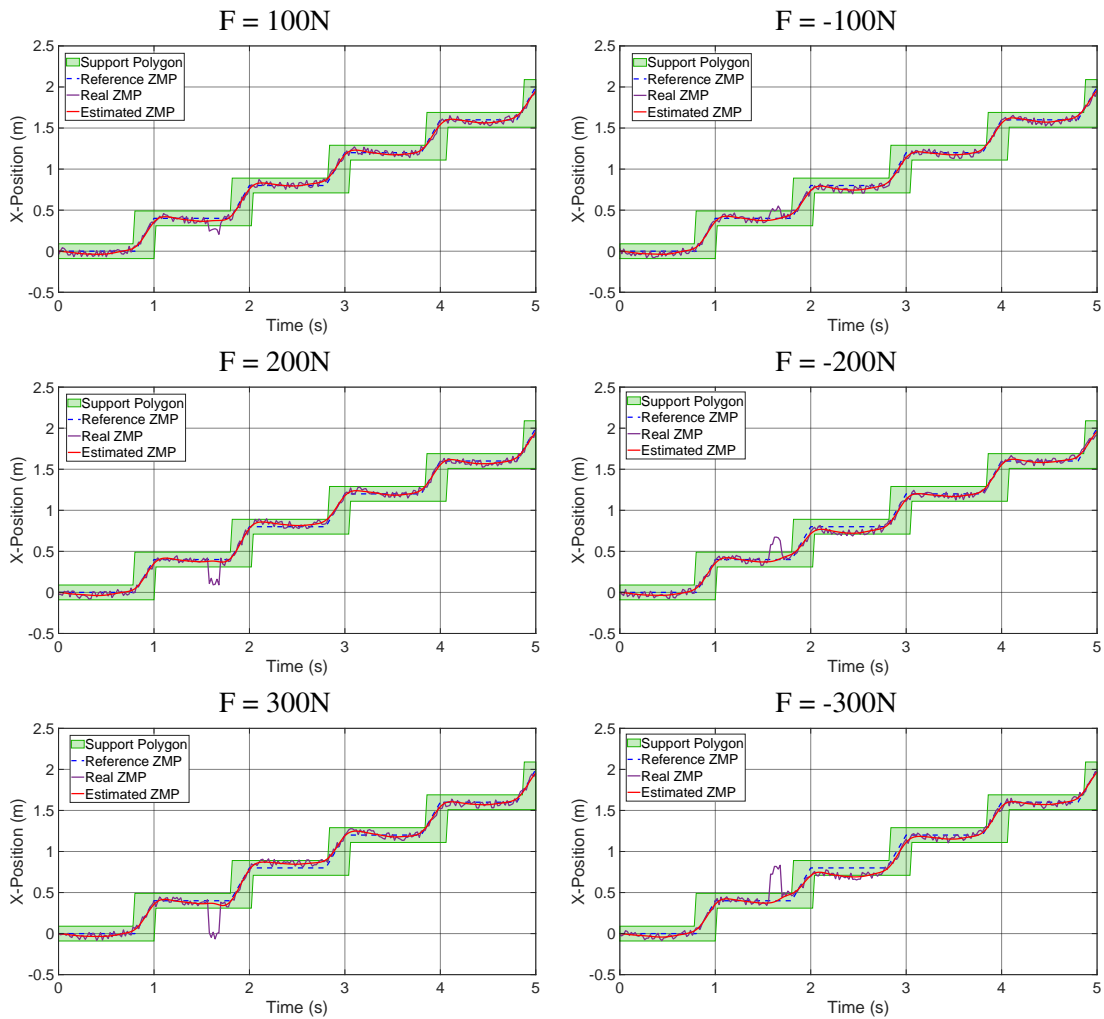 F = 100N
2.5
2
1.5
1
0.5
0
-0.5
X-Position (m)
Support Polygon
Reference ZMP
Real ZMP
Estimated ZMP
0 1 2 3 4 5
Time (s)
F = -100N
2.5
2
1.5
1
0.5
0
-0.5
X-Position (m)
Support Polygon
Reference ZMP
Real ZMP
Estimated ZMP
0 1 2 3 4 5
Time (s)
F = 200N
2.5
2
1.5
1
0.5
0
-0.5
X-Position (m)
Support Polygon
Reference ZMP
Real ZMP
Estimated ZMP
0 1 2 3 4 5
Time (s)
F = -200N
2.5
2
1.5
1
0.5
0
-0.5
X-Position (m)
Support Polygon
Reference ZMP
Real ZMP
Estimated ZMP
0 1 2 3 4 5
Time (s)
F = 300N
2.5
2
1.5
1
0.5
0
-0.5
X-Position (m)
Support Polygon
Reference ZMP
Real ZMP
Estimated ZMP
0 1 2 3 4 5
Time (s)
F = -300N
2.5
2
1.5
1
0.5
0
-0.5
X-Position (m)
Support Polygon
Reference ZMP
Real ZMP
Estimated ZMP
0 1 2 3 4 5
Time (s)